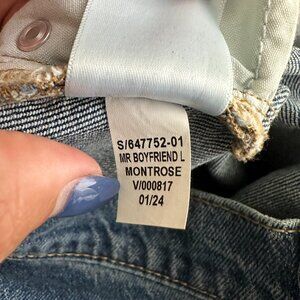 S/647752-01
MR BOYFRIEND L
MONTROSE
V/000817
01/24